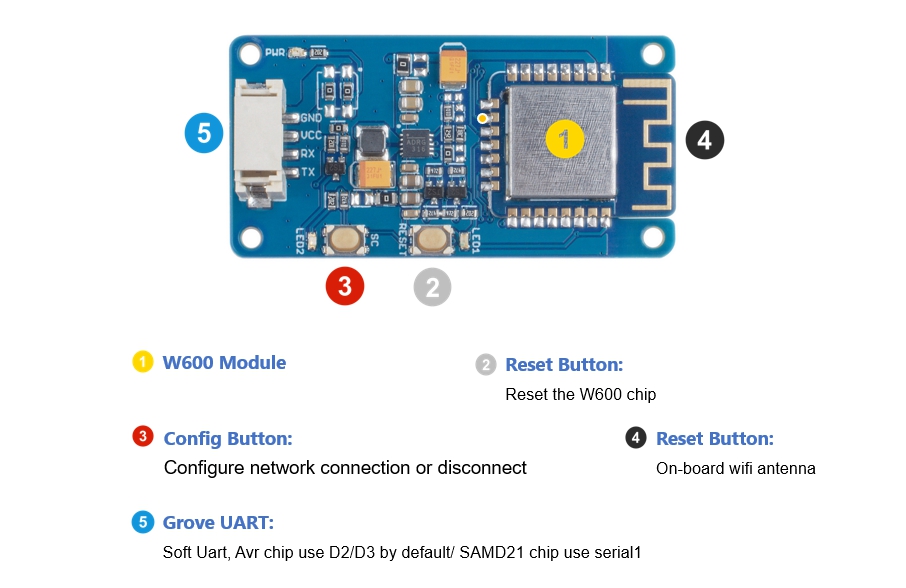 PWR
GND
VCC
RX
TX
5
1
4
LED2
SC
RESET
LED1
3
2
1 W600 Module
2 Reset Button:
Reset the W600 chip
3 Config Button:
Configure network connection or disconnect
4 Reset Button:
On-board wifi antenna
5 Grove UART:
Soft Uart, Avr chip use D2/D3 by default/ SAMD21 chip use serial1